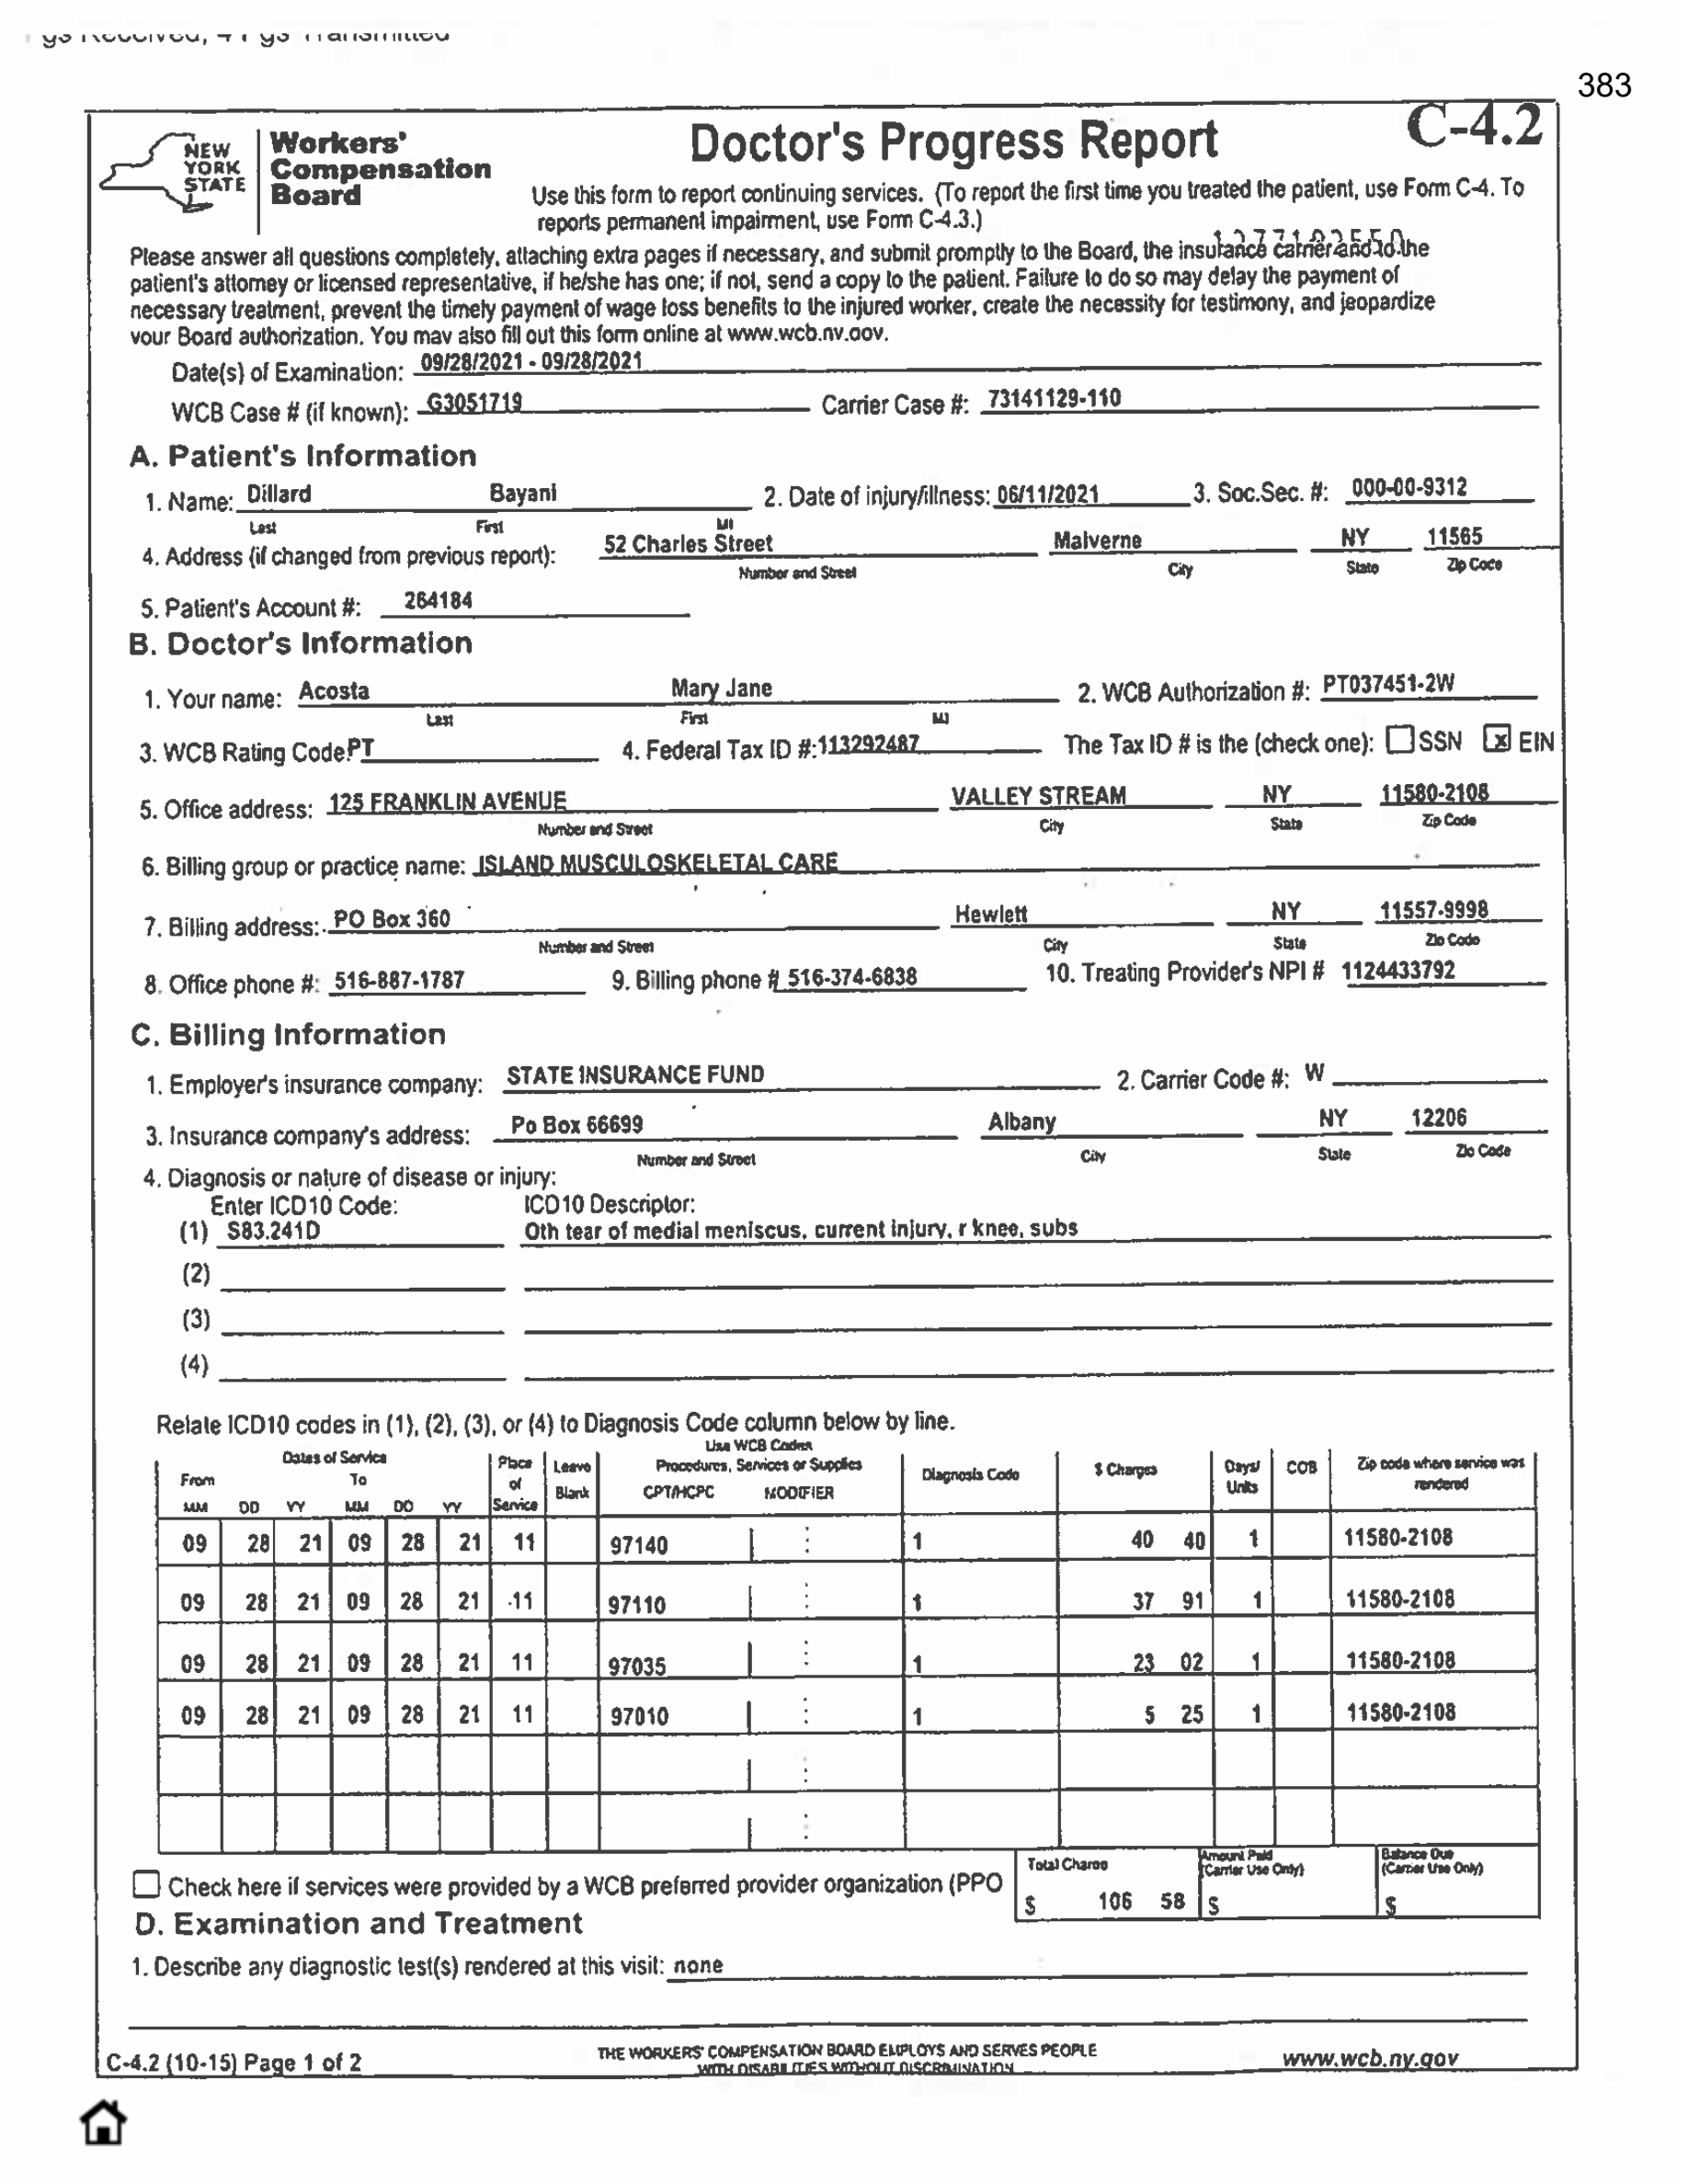 383
C-4.2
NEW YORK STATE
Workers' Compensation Board
Doctor's Progress Report
Use this form to report continuing services. (To report the first time you treated the patient, use Form C-4. To
reports permanent impairment, use Form C-4.3.)
Please answer all questions completely, attaching extra pages if necessary, and submit promptly to the Board, the insurance carrier and to the
patient's attorney or licensed representative, if he/she has one; if not, send a copy to the patient. Failure to do so may delay the payment of
necessary treatment, prevent the timely payment of wage loss benefits to the injured worker, create the necessity for testimony, and jeopardize
your Board authorization. You may also fill out this form online at www.wcb.ny.gov.
Date(s) of Examination: 09/28/2021 - 09/28/2021
WCB Case # (if known): G3051719 Carrier Case #: 73141129-110
A. Patient's Information
1. Name: Dillard Bayani 2. Date of injury/illness: 06/11/2021 3. Soc.Sec. #: 000-00-9312
Last First MI
4. Address (if changed from previous report): 52 Charles Street Malverne NY 11565
Number and Street City State Zip Code
5. Patient's Account #: 264184
B. Doctor's Information
1. Your name: Acosta Mary Jane 2. WCB Authorization #: PT037451-2W
Last First MI
3. WCB Rating Code: PT 4. Federal Tax ID #: 113292487 The Tax ID # is the (check one): SSN x EIN
5. Office address: 125 FRANKLIN AVENUE VALLEY STREAM NY 11580-2108
Number and Street City State Zip Code
6. Billing group or practice name: ISLAND MUSCULOSKELETAL CARE
7. Billing address: PO Box 360 Hewlett NY 11557-9998
Number and Street City State Zip Code
8. Office phone #: 516-887-1787 9. Billing phone # 516-374-6838 10. Treating Provider's NPI # 1124433792
C. Billing Information
1. Employer's insurance company: STATE INSURANCE FUND 2. Carrier Code #: W
3. Insurance company's address: Po Box 66699 Albany NY 12206
Number and Street City State Zip Code
4. Diagnosis or nature of disease or injury:
Enter ICD10 Code: ICD10 Descriptor:
(1) S83.241D Oth tear of medial meniscus, current injury, r knee, subs
(2)
(3)
(4)
Relate ICD10 codes in (1), (2), (3), or (4) to Diagnosis Code column below by line.
Dates of Service Place of Service Leave Blank Use WCB Codes Procedures, Services or Supplies Diagnosis Code $ Charges Days/ Units COB Zip code where service was rendered
From To CPT/HCPC MODIFIER
MM DD YY MM DD YY
09 28 21 09 28 21 11 97140 1 40 40 1 11580-2108
09 28 21 09 28 21 11 97110 1 37 91 1 11580-2108
09 28 21 09 28 21 11 97035 1 23 02 1 11580-2108
09 28 21 09 28 21 11 97010 1 5 25 1 11580-2108
Check here if services were provided by a WCB preferred provider organization (PPO
Total Charge $ 106 58 Amount Paid (Carrier Use Only) $ Balance Due (Carrier Use Only) $
D. Examination and Treatment
1. Describe any diagnostic test(s) rendered at this visit: none
C-4.2 (10-15) Page 1 of 2 THE WORKERS' COMPENSATION BOARD EMPLOYS AND SERVES PEOPLE www.wcb.ny.gov
WITH DISABILITIES WITHOUT DISCRIMINATION